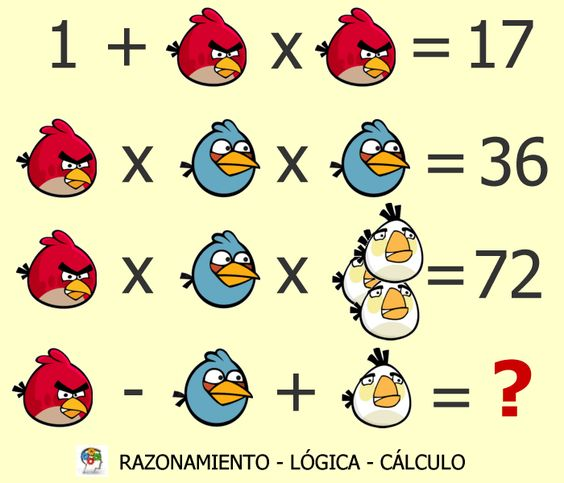 1 + x = 17
x x = 36
x x = 72
- + = ?
RAZONAMIENTO - LÓGICA - CÁLCULO